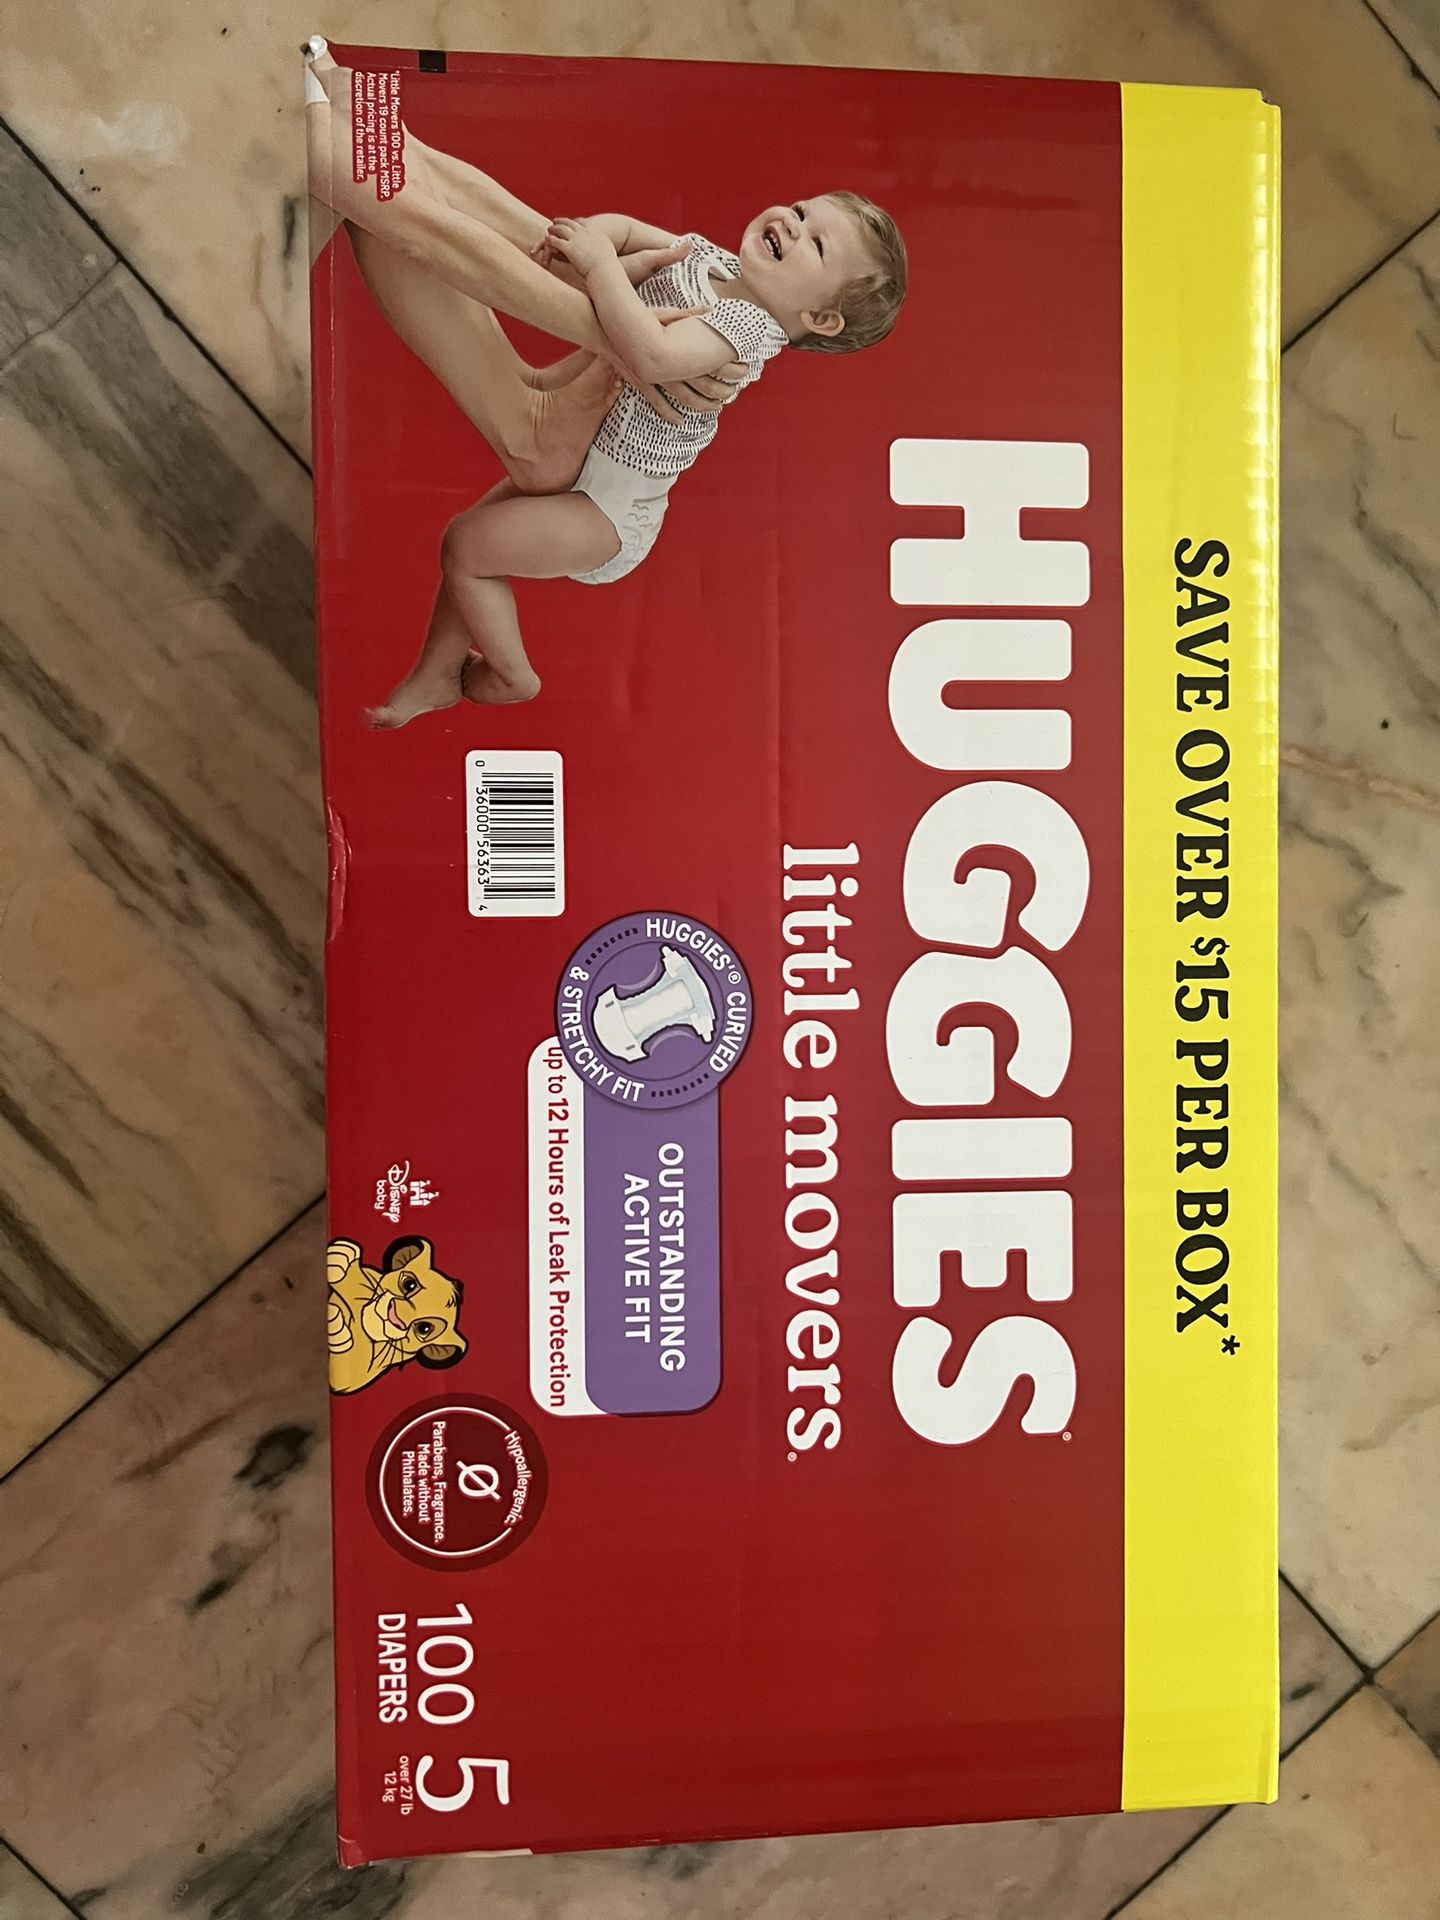 SAVE OVER $15 PER BOX*
HUGGIES®
little movers®
HUGGIES'® CURVED
& STRETCHY FIT
OUTSTANDING
ACTIVE FIT
up to 12 Hours of Leak Protection
0 36000 56363 4
*Little Movers 100 vs. Little
Movers 19 count pack MSRP.
Actual pricing is at the
discretion of the retailer.
Disney
baby
Hypoallergenic
Parabens, Fragrance.
Made without
Phthalates.
100
DIAPERS
5
over 27 lb
12 kg